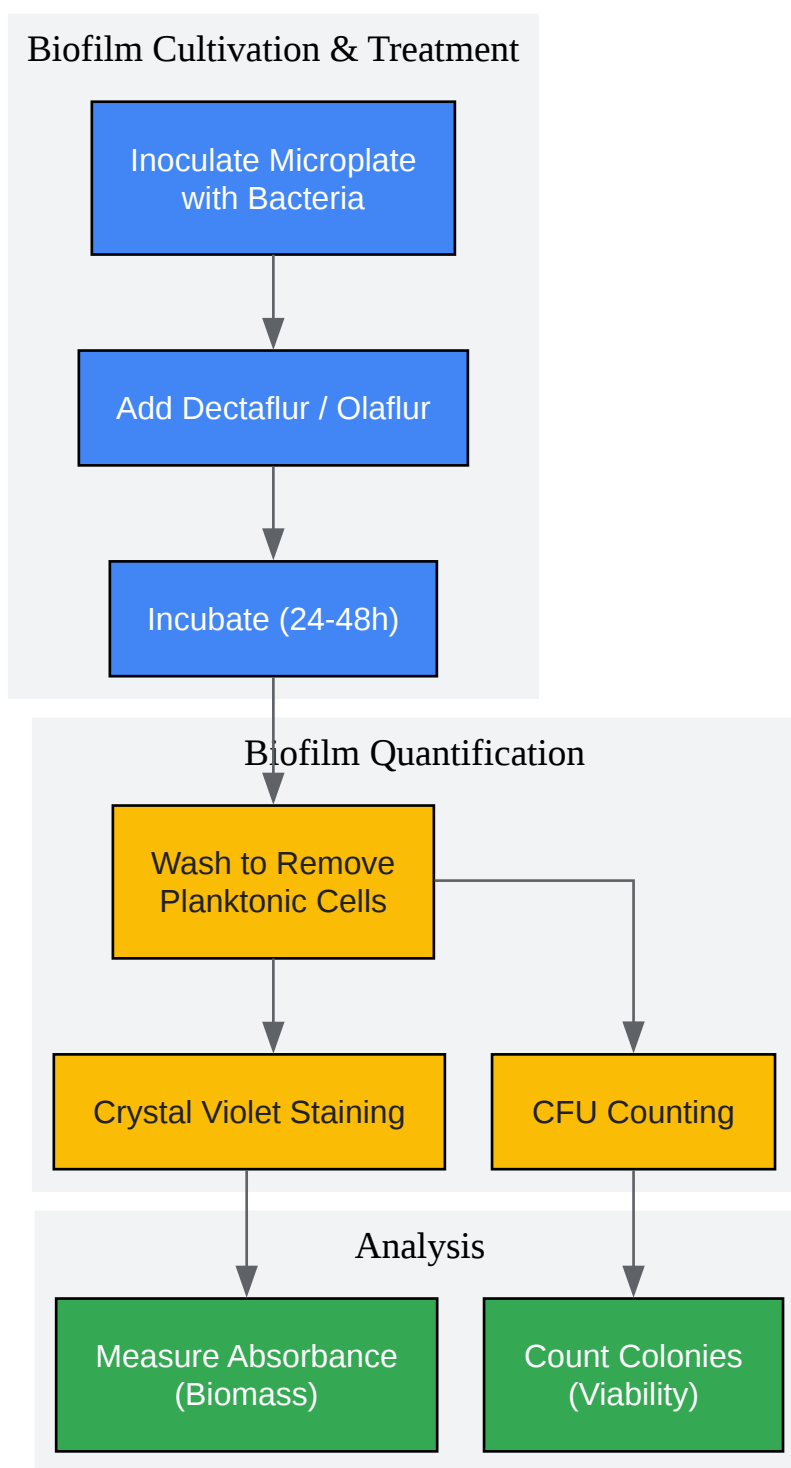 Biofilm Cultivation & Treatment
Inoculate Microplate
with Bacteria
Add Dectaflur / Olaflur
Incubate (24-48h)
Biofilm Quantification
Wash to Remove
Planktonic Cells
Crystal Violet Staining
CFU Counting
Analysis
Measure Absorbance
(Biomass)
Count Colonies
(Viability)